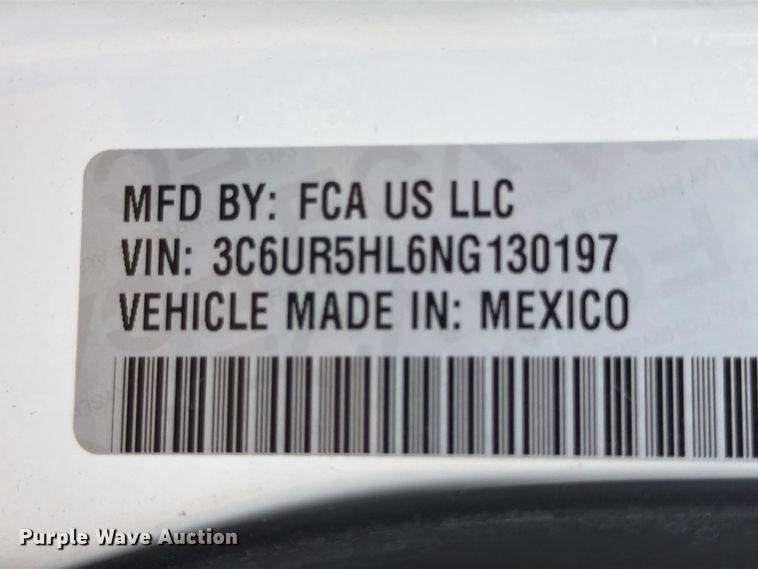 MFD BY: FCA US LLC
VIN: 3C6UR5HL6NG130197
VEHICLE MADE IN: MEXICO
Purple Wave Auction